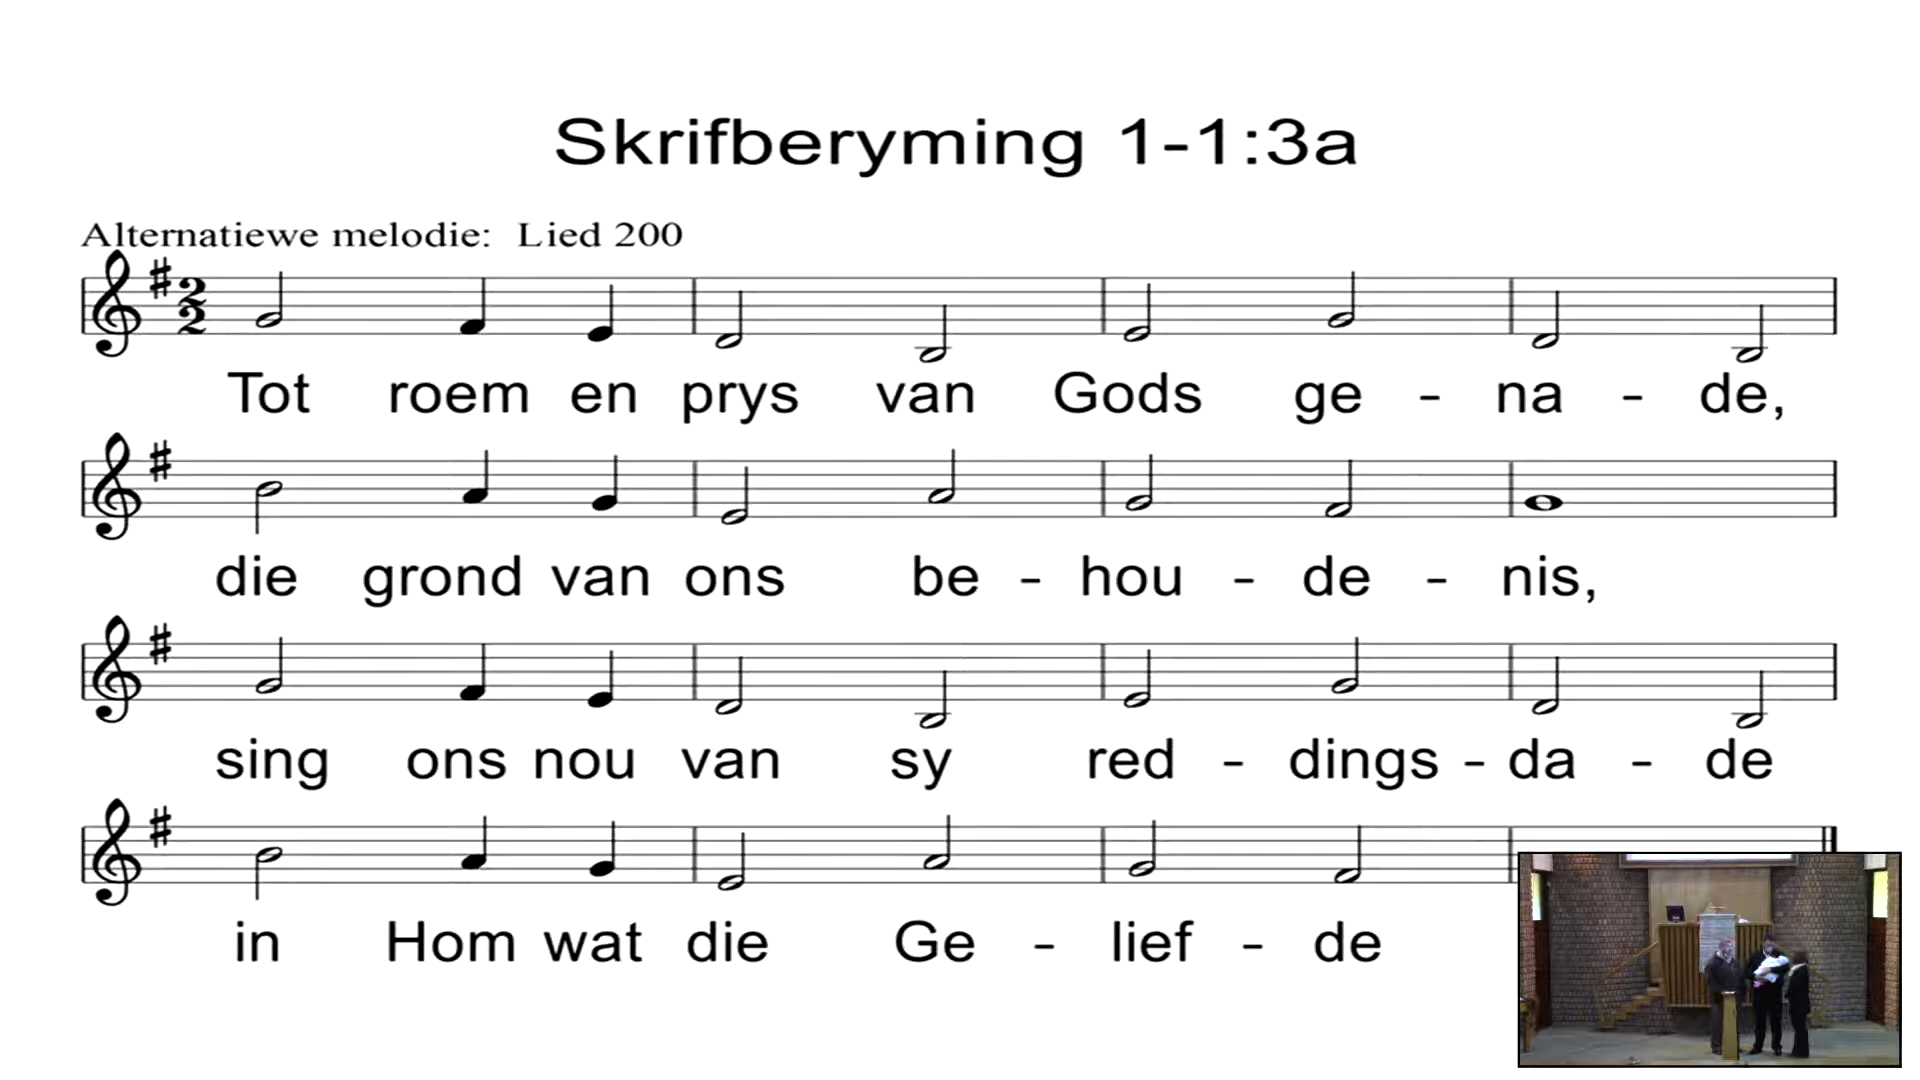 Skrifberyming 1-1:3a
Alternatiewe melodie: Lied 200
2
2
Tot roem en prys van Gods ge - na - de,
die grond van ons be - hou - de - nis,
sing ons nou van sy red - dings - da - de
in Hom wat die Ge - lief - de